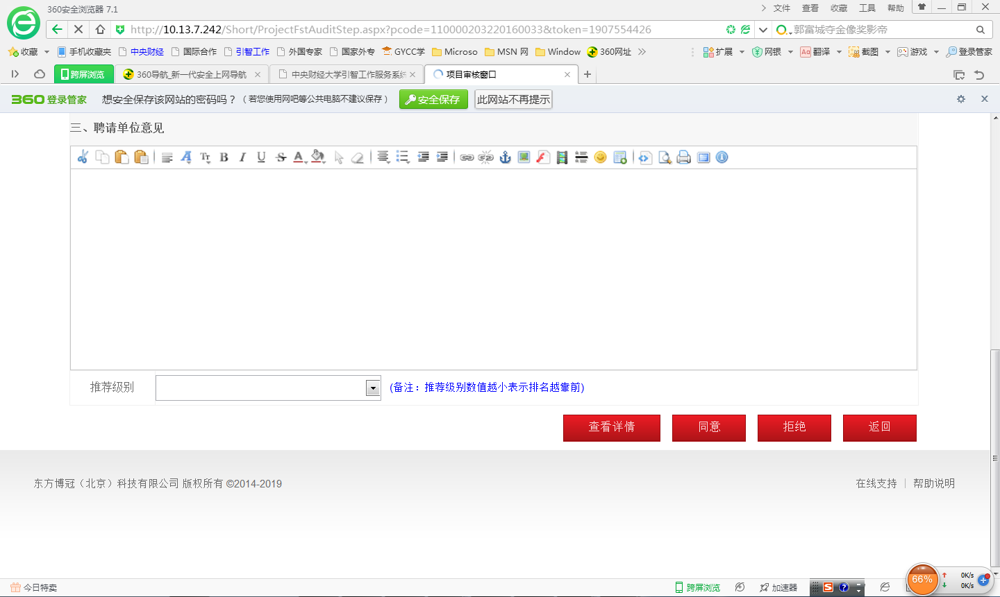 360安全浏览器 7.1
文件 查看 收藏 工具 帮助
http://10.13.7.242/Short/ProjectFstAuditStep.aspx?pcode=110000203220160033&token=1907554426
郭富城夺金像奖影帝
收藏 手机收藏夹 中央财经 国际合作 引智工作 外国专家 国家外专 GYCC学 Microso MSN 网 Window 360网址 扩展 网银 翻译 截图 游戏 登录管家
跨屏浏览 360导航_新一代安全上网导航 中央财经大学引智工作服务系统 项目审核窗口
360 登录管家 想安全保存该网站的密码吗？（若您使用网吧等公共电脑不建议保存） 安全保存 此网站不再提示
三、聘请单位意见
推荐级别 (备注：推荐级别数值越小表示排名越靠前)
查看详情 同意 拒绝 返回
东方博冠（北京）科技有限公司 版权所有 ©2014-2019 在线支持 | 帮助说明
今日特卖 跨屏浏览 加速器 66% 0K/s
0K/s